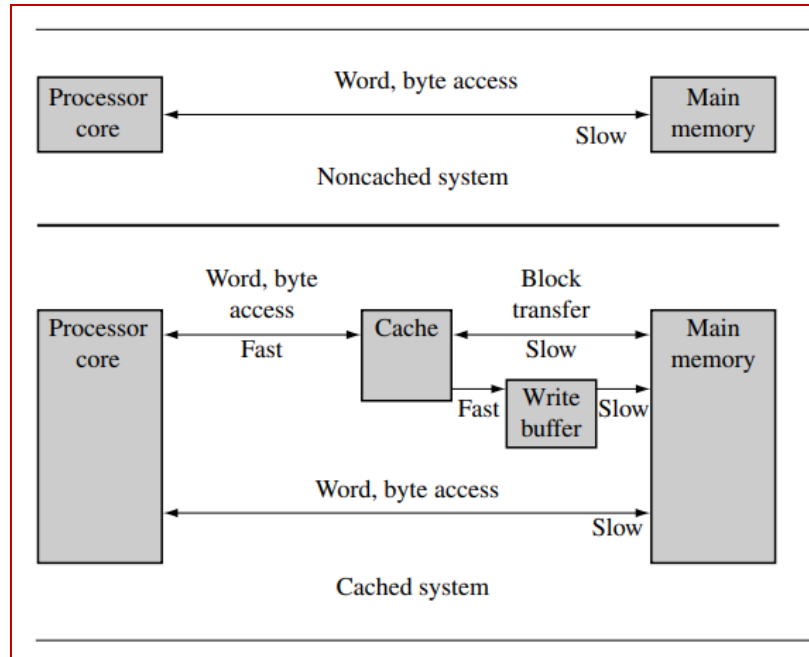 Processor
core
Word, byte access
Slow
Main
memory
Noncached system
Word, byte
access
Fast
Block
transfer
Slow
Processor
core
Cache
Main
memory
Fast
Write
buffer
Slow
Word, byte access
Slow
Cached system